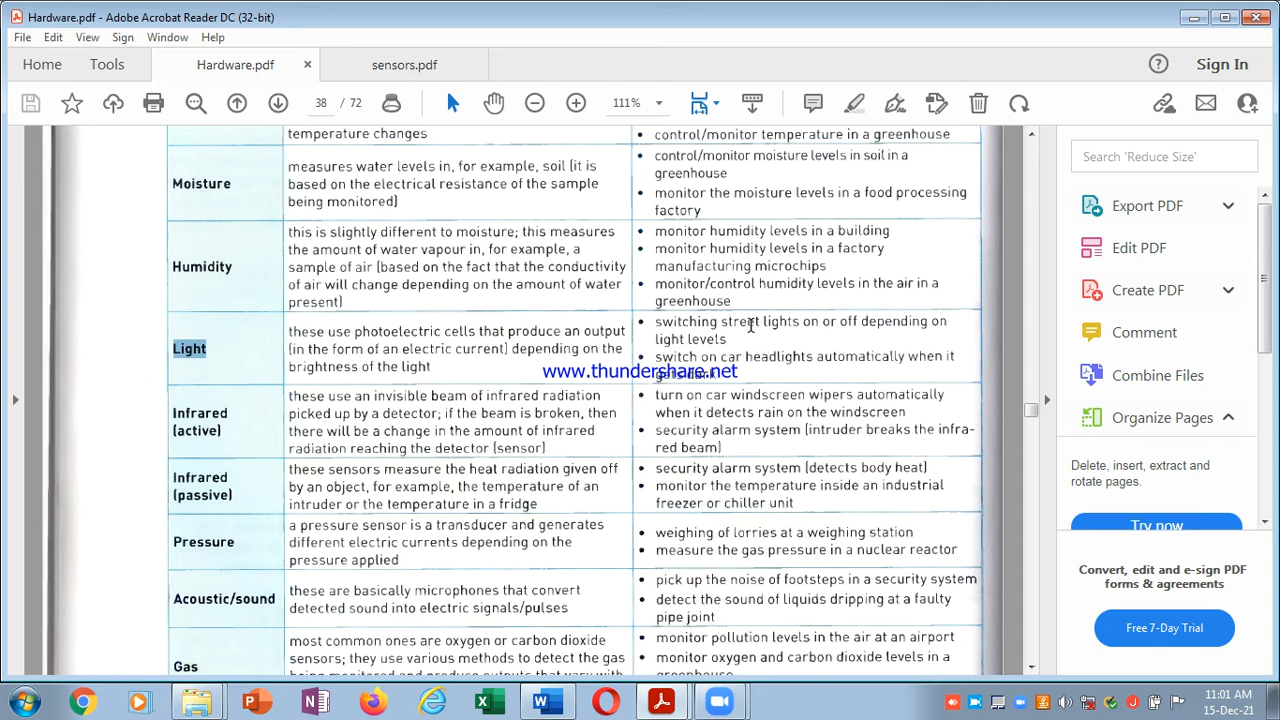 Hardware.pdf - Adobe Acrobat Reader DC (32-bit)
File Edit View Sign Window Help
Home Tools Hardware.pdf × sensors.pdf Sign In
38 / 72 111%
temperature changes
• control/monitor temperature in a greenhouse
Moisture
measures water levels in, for example, soil (it is
based on the electrical resistance of the sample
being monitored)
• control/monitor moisture levels in soil in a
greenhouse
• monitor the moisture levels in a food processing
factory
Humidity
this is slightly different to moisture; this measures
the amount of water vapour in, for example, a
sample of air (based on the fact that the conductivity
of air will change depending on the amount of water
present)
• monitor humidity levels in a building
• monitor humidity levels in a factory
manufacturing microchips
• monitor/control humidity levels in the air in a
greenhouse
Light
these use photoelectric cells that produce an output
(in the form of an electric current) depending on the
brightness of the light
• switching street lights on or off depending on
light levels
• switch on car headlights automatically when it
gets dark
www.thundershare.net
Infrared
(active)
these use an invisible beam of infrared radiation
picked up by a detector; if the beam is broken, then
there will be a change in the amount of infrared
radiation reaching the detector (sensor)
• turn on car windscreen wipers automatically
when it detects rain on the windscreen
• security alarm system (intruder breaks the infra-
red beam)
Infrared
(passive)
these sensors measure the heat radiation given off
by an object, for example, the temperature of an
intruder or the temperature in a fridge
• security alarm system (detects body heat)
• monitor the temperature inside an industrial
freezer or chiller unit
Pressure
a pressure sensor is a transducer and generates
different electric currents depending on the
pressure applied
• weighing of lorries at a weighing station
• measure the gas pressure in a nuclear reactor
Acoustic/sound
these are basically microphones that convert
detected sound into electric signals/pulses
• pick up the noise of footsteps in a security system
• detect the sound of liquids dripping at a faulty
pipe joint
Gas
most common ones are oxygen or carbon dioxide
sensors; they use various methods to detect the gas
being monitored and produce outputs that vary with
• monitor pollution levels in the air at an airport
• monitor oxygen and carbon dioxide levels in a
greenhouse
Search 'Reduce Size'
Export PDF
Edit PDF
Create PDF
Comment
Combine Files
Organize Pages
Delete, insert, extract and
rotate pages.
Try now
Convert, edit and e-sign PDF
forms & agreements
Free 7-Day Trial
11:01 AM
15-Dec-21